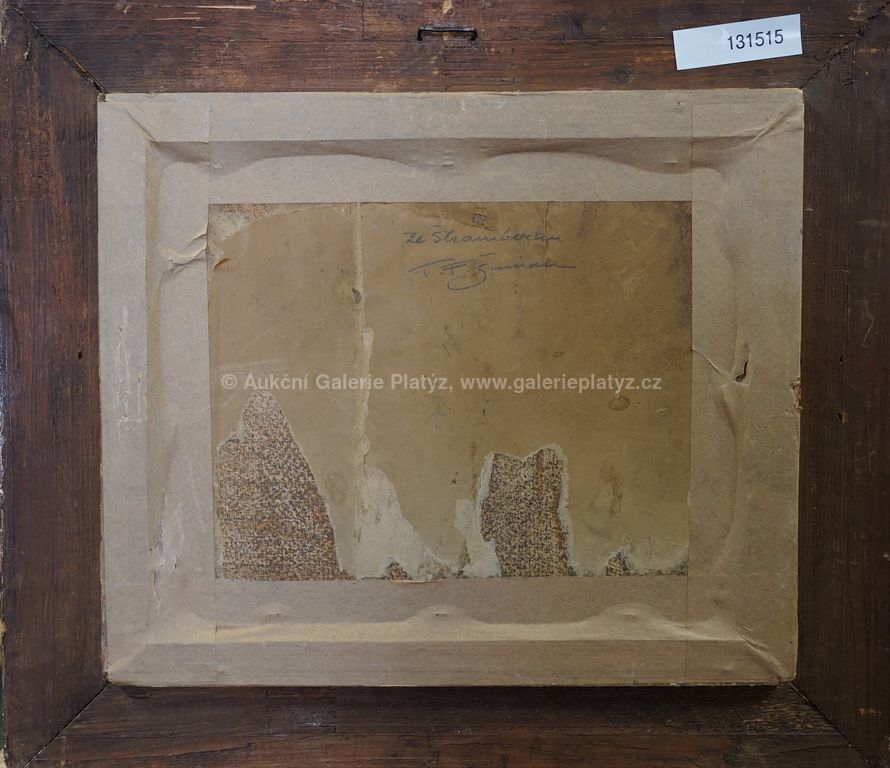 131515
Ze Štramberku
T. F. Šimon
© Aukční Galerie Platýz, www.galerieplatyz.cz